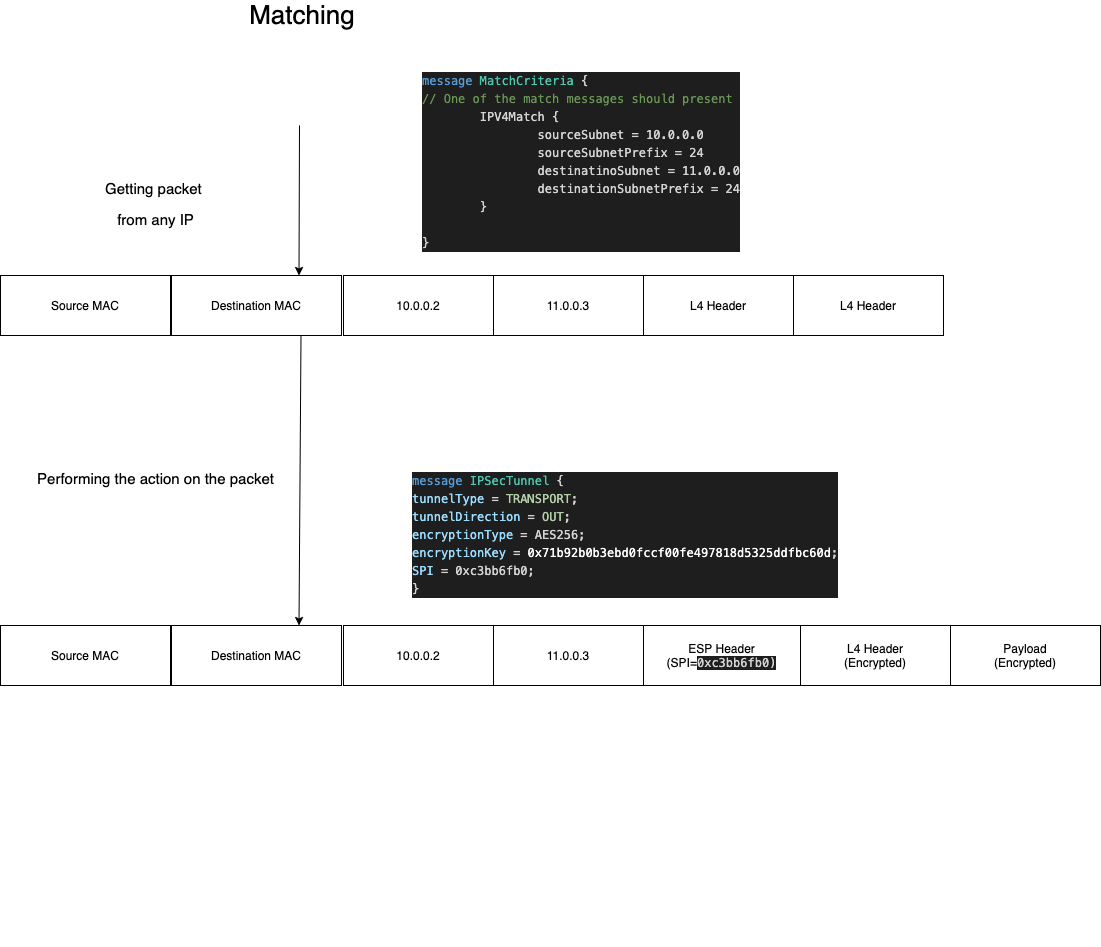 Matching
message MatchCriteria {
// One of the match messages should present
IPV4Match {
sourceSubnet = 10.0.0.0
sourceSubnetPrefix = 24
destinatinoSubnet = 11.0.0.0
destinationSubnetPrefix = 24
}
}
Getting packet
from any IP
Source MAC
Destination MAC
10.0.0.2
11.0.0.3
L4 Header
L4 Header
Performing the action on the packet
message IPSecTunnel {
tunnelType = TRANSPORT;
tunnelDirection = OUT;
encryptionType = AES256;
encryptionKey = 0x71b92b0b3ebd0fccf00fe497818d5325ddfbc60d;
SPI = 0xc3bb6fb0;
}
Source MAC
Destination MAC
10.0.0.2
11.0.0.3
ESP Header
(SPI=0xc3bb6fb0)
L4 Header
(Encrypted)
Payload
(Encrypted)